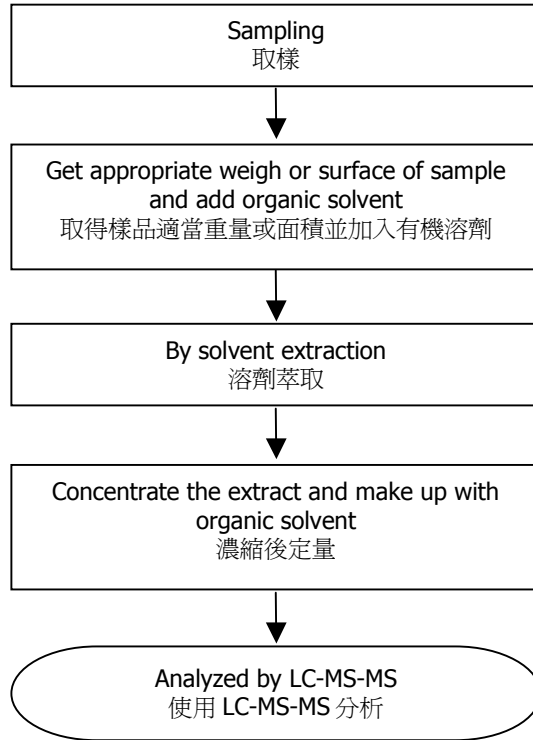 Sampling
取樣
Get appropriate weigh or surface of sample
and add organic solvent
取得樣品適當重量或面積並加入有機溶劑
By solvent extraction
溶劑萃取
Concentrate the extract and make up with
organic solvent
濃縮後定量
Analyzed by LC-MS-MS
使用 LC-MS-MS 分析